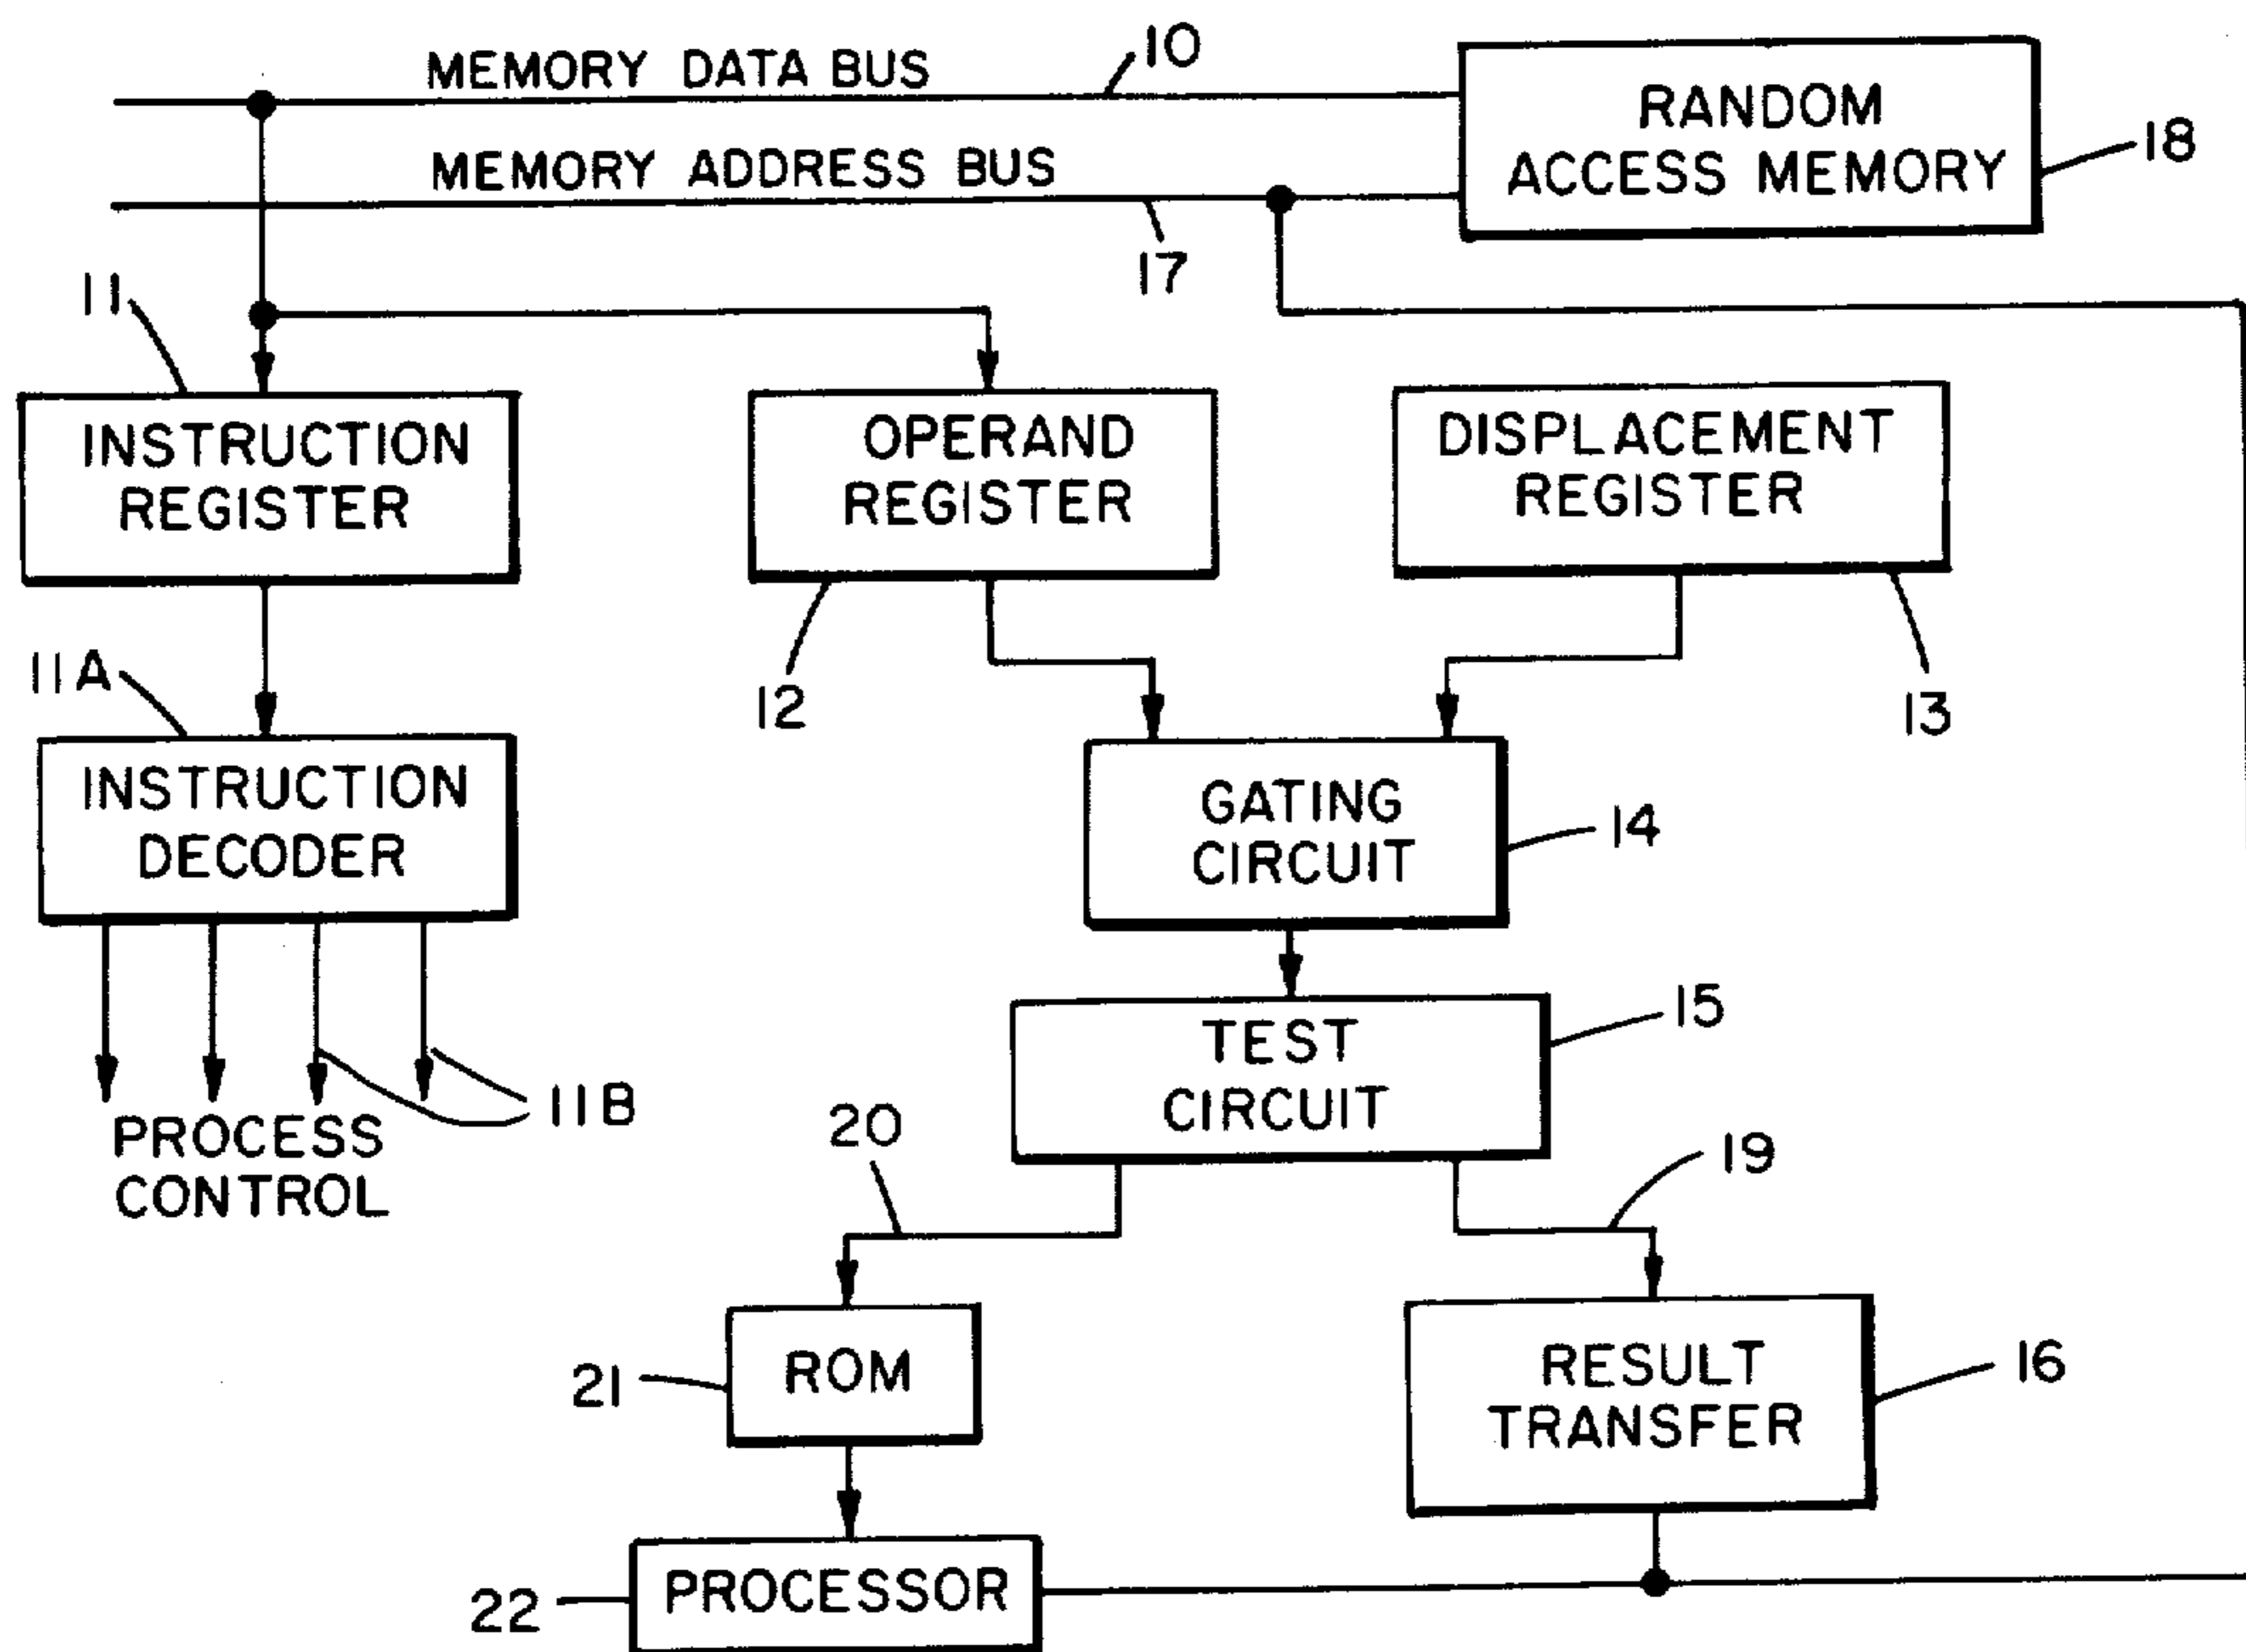 MEMORY DATA BUS
10
RANDOM
ACCESS MEMORY
18
MEMORY ADDRESS BUS
17
11
INSTRUCTION
REGISTER
OPERAND
REGISTER
DISPLACEMENT
REGISTER
11A
12
13
INSTRUCTION
DECODER
GATING
CIRCUIT
14
TEST
CIRCUIT
15
11B
PROCESS
CONTROL
20
19
ROM
21
RESULT
TRANSFER
16
PROCESSOR
22